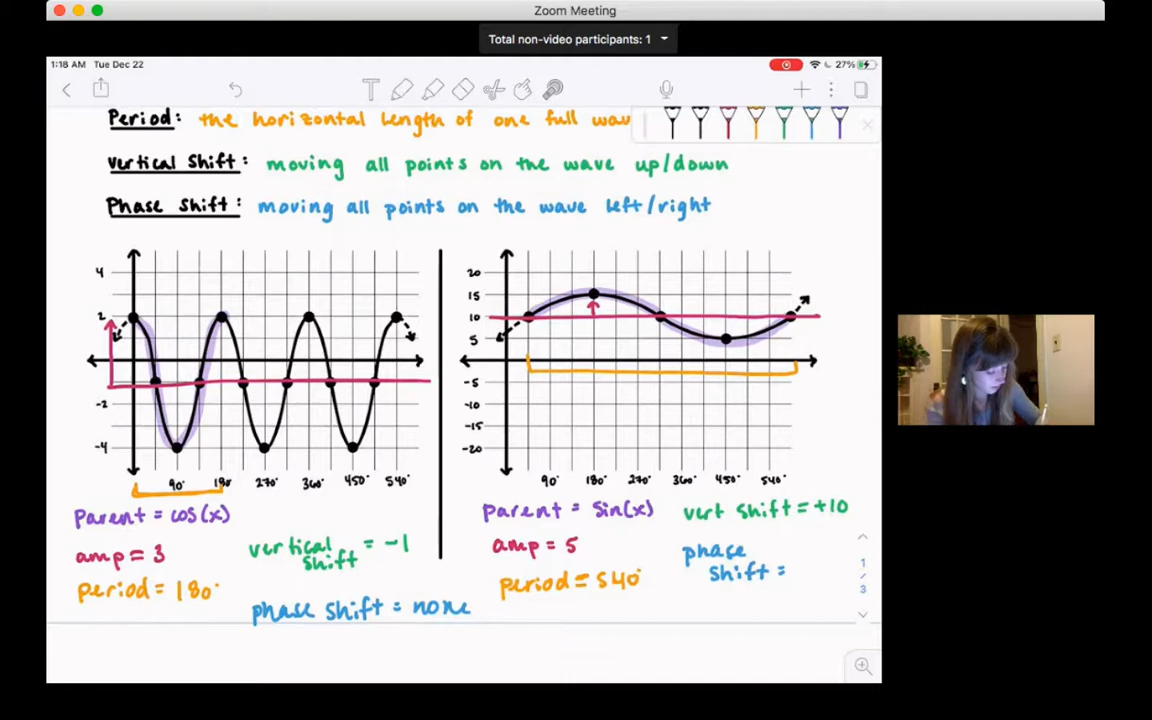 Zoom Meeting
Total non-video participants: 1
1:18 AM Tue Dec 22
27%
Period: the horizontal length of one full wav
Vertical Shift: moving all points on the wave up/down
Phase Shift: moving all points on the wave left/right
4
2
-2
-4
90° 180° 270° 360° 450° 540°
20
15
10
5
-5
-10
-15
-20
90° 180° 270° 360° 450° 540°
Parent = cos(x)
amp = 3
period = 180°
vertical shift = -1
phase shift = none
parent = sin(x)
amp = 5
period = 540°
vert shift = +10
phase
shift =
1
/
3